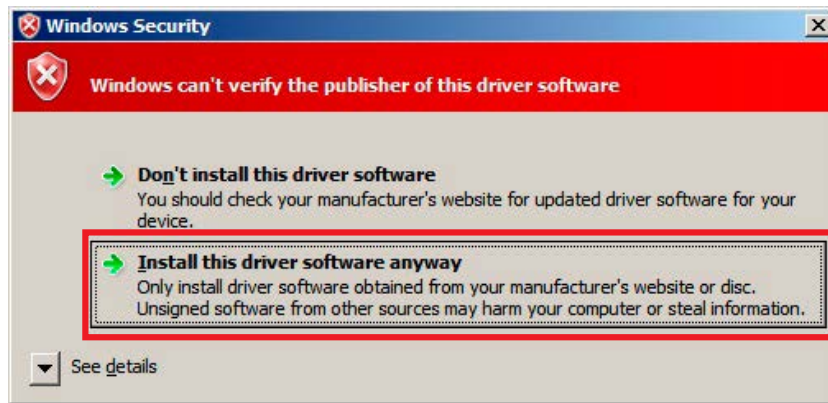 Windows Security
Windows can't verify the publisher of this driver software
Don't install this driver software
You should check your manufacturer's website for updated driver software for your
device.
Install this driver software anyway
Only install driver software obtained from your manufacturer's website or disc.
Unsigned software from other sources may harm your computer or steal information.
See details